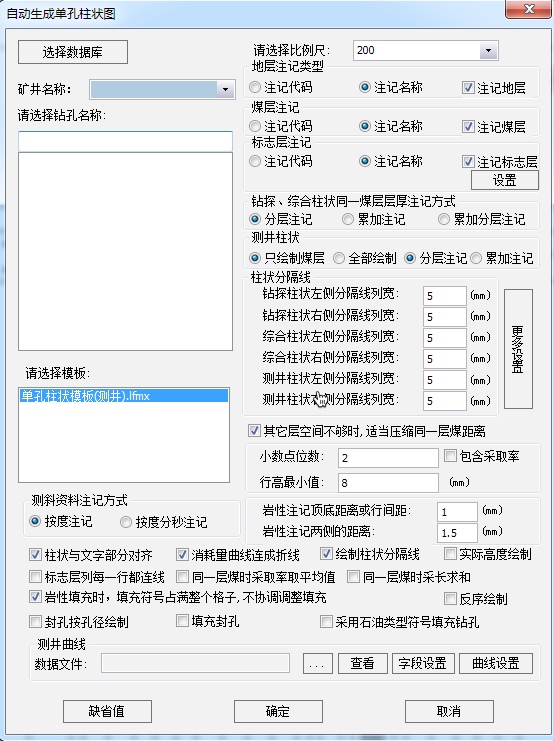 自动生成单孔柱状图
选择数据库
请选择比例尺: 200
地层注记类型
矿井名称:
注记代码 注记名称 注记地层
请选择钻孔名称:
煤层注记
注记代码 注记名称 注记煤层
标志层注记
注记代码 注记名称 注记标志层
设置
钻探、综合柱状同一煤层层厚注记方式
分层注记 累加注记 累加分层注记
测井柱状
只绘制煤层 全部绘制 分层注记 累加注记
柱状分隔线
钻探柱状左侧分隔线列宽: 5 (mm)
钻探柱状右侧分隔线列宽: 5 (mm)
综合柱状左侧分隔线列宽: 5 (mm)
综合柱状右侧分隔线列宽: 5 (mm)
测井柱状左侧分隔线列宽: 5 (mm)
测井柱状 侧分隔线列宽: 5 (mm)
更多设置
请选择模板:
单孔柱状模板(测井).lfmx
其它层空间不够时,适当压缩同一层煤距离
小数点位数: 2 包含采取率
行高最小值: 8 (mm)
测斜资料注记方式
按度注记 按度分秒注记
岩性注记顶底距离或行间距: 1 (mm)
岩性注记两侧的距离: 1.5 (mm)
柱状与文字部分对齐 消耗量曲线连成折线 绘制柱状分隔线 实际高度绘制
标志层列每一行都连线 同一层煤时采取率取平均值 同一层煤时采长求和
岩性填充时，填充符号占满整个格子,不协调调整填充 反序绘制
封孔按孔径绘制 填充封孔 采用石油类型符号填充钻孔
测井曲线
数据文件: ... 查看 字段设置 曲线设置
缺省值 确定 取消